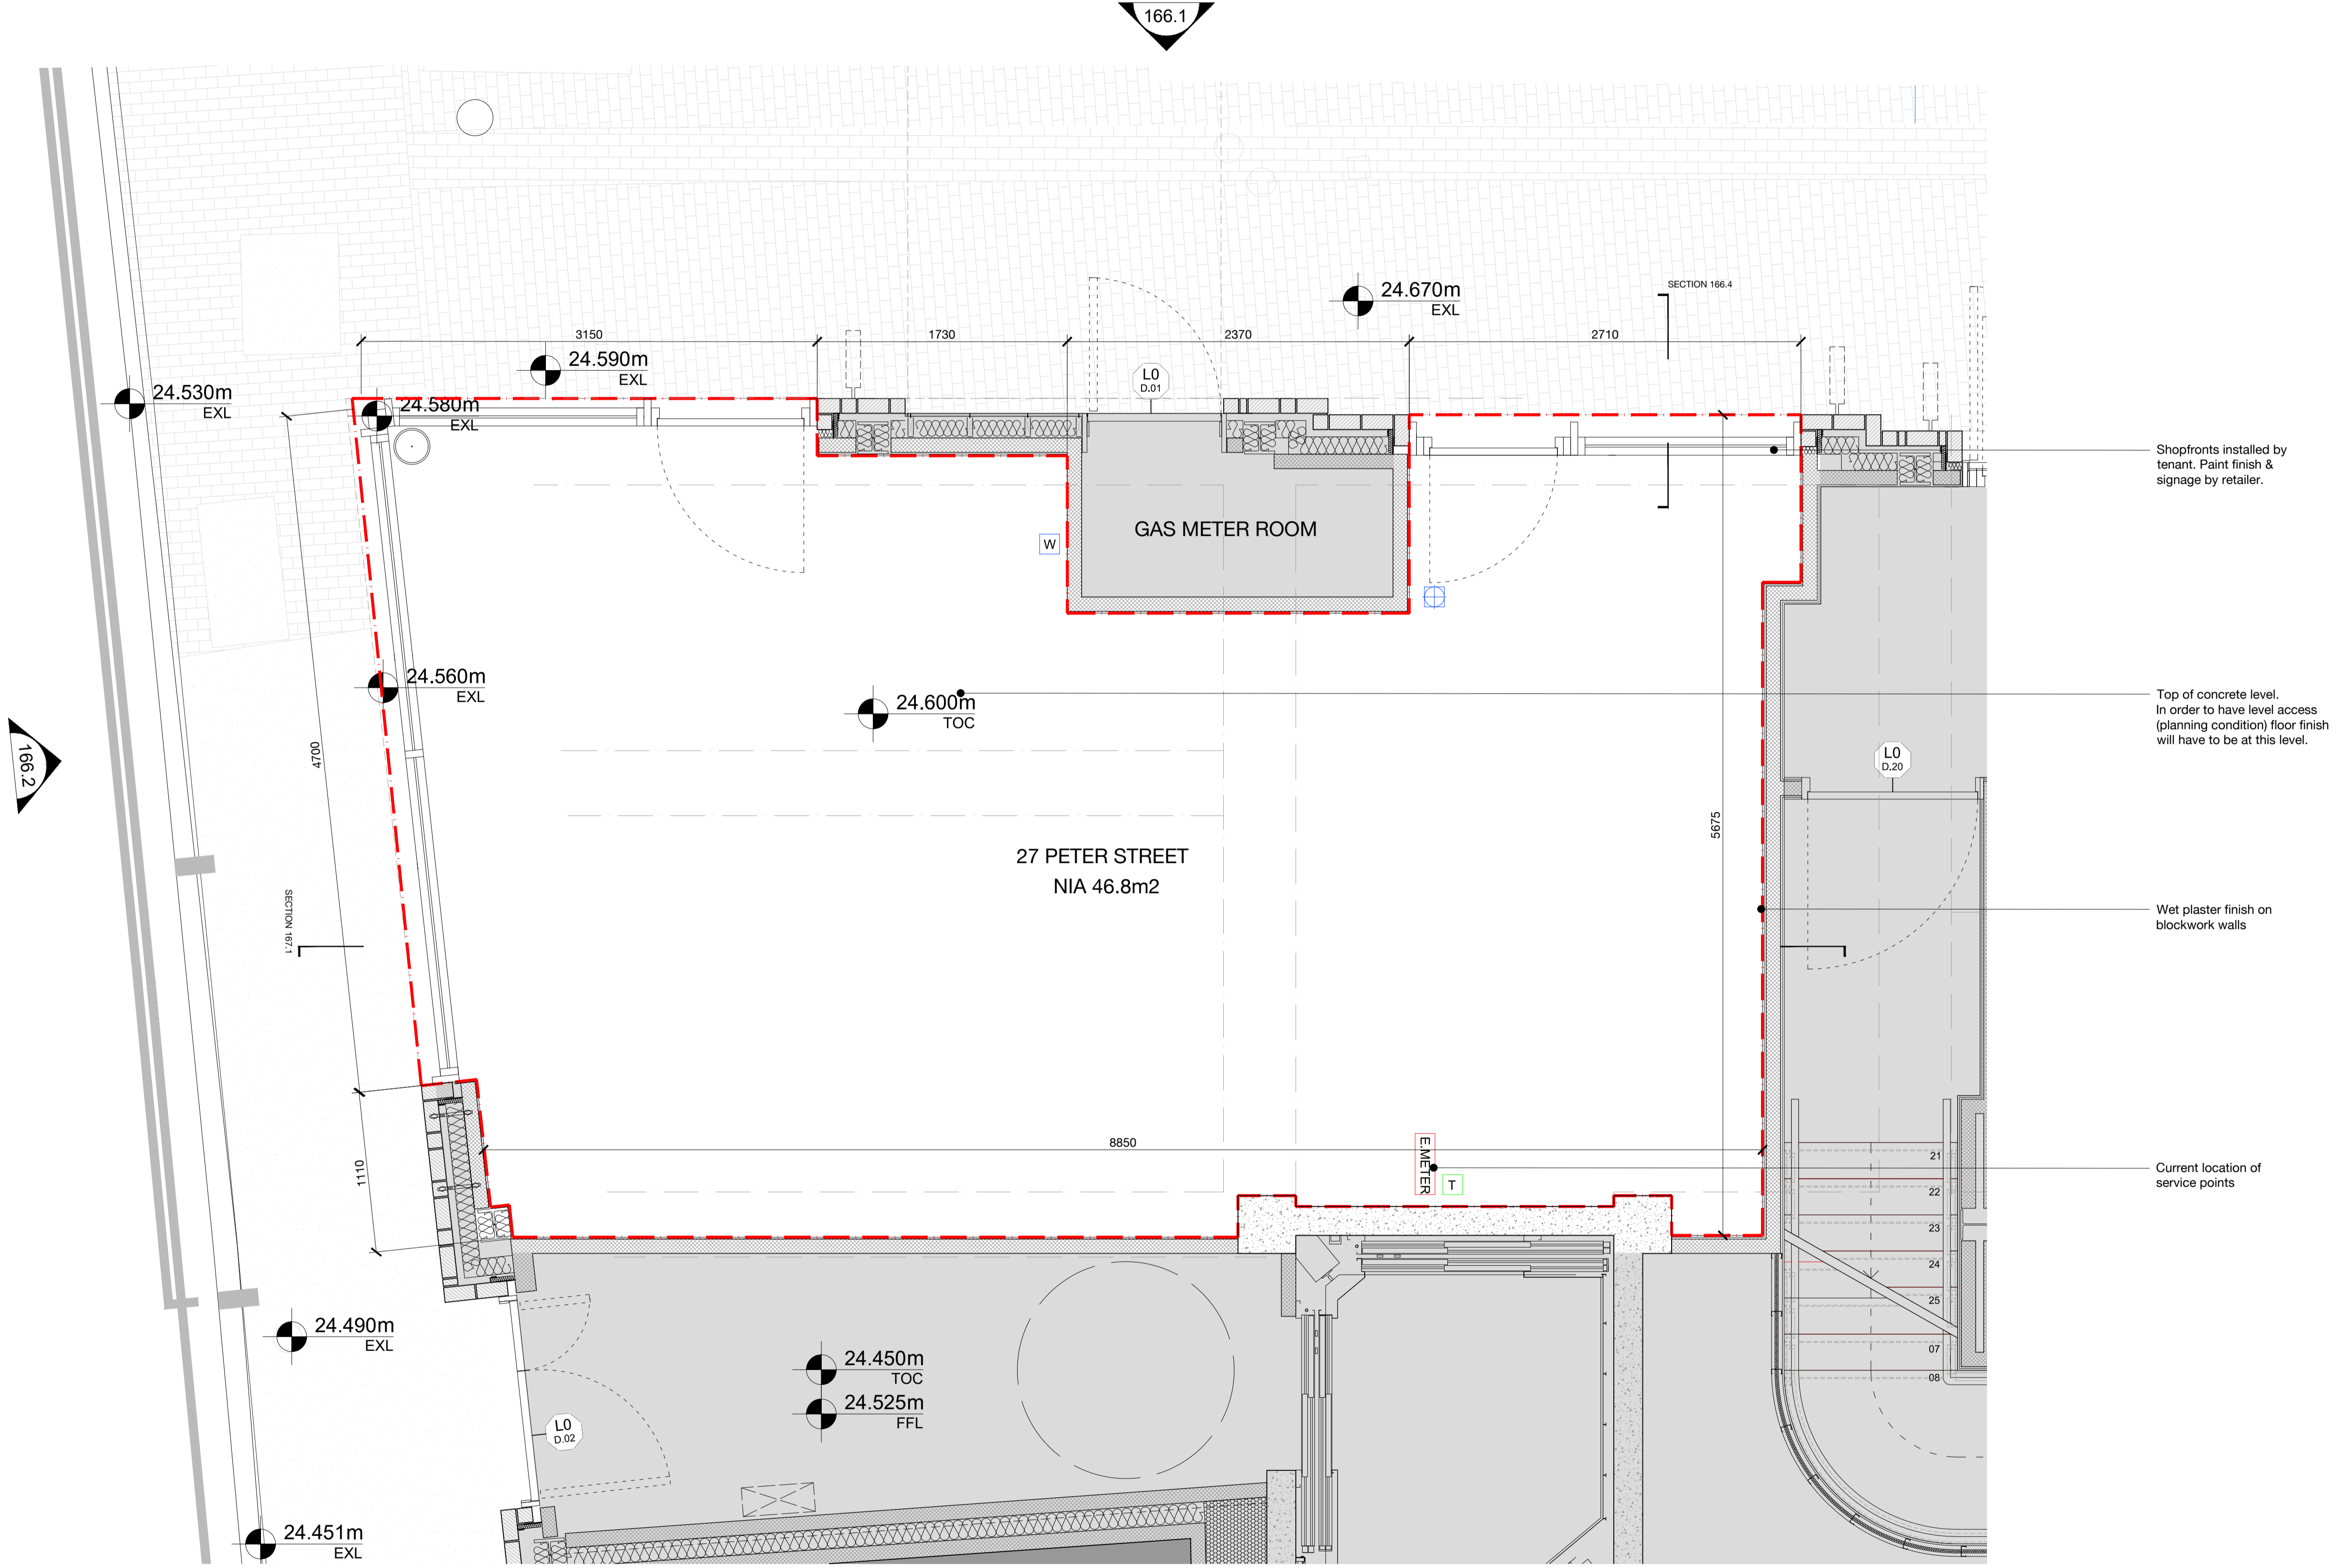 166.1
SECTION 166.4
24.670m
EXL
3150
1730
2370
2710
24.590m
EXL
L0
D.01
24.530m
EXL
24.580m
EXL
Shopfronts installed by
tenant. Paint finish &
signage by retailer.
GAS METER ROOM
W
24.560m
EXL
24.600m
TOC
Top of concrete level.
In order to have level access
(planning condition) floor finish
will have to be at this level.
166.2
4700
L0
D.20
5675
27 PETER STREET
NIA 46.8m2
SECTION 167.1
Wet plaster finish on
blockwork walls
8850
1110
E.METER
T
Current location of
service points
21
22
23
24
25
07
08
24.490m
EXL
24.450m
TOC
24.525m
FFL
L0
D.02
24.451m
EXL